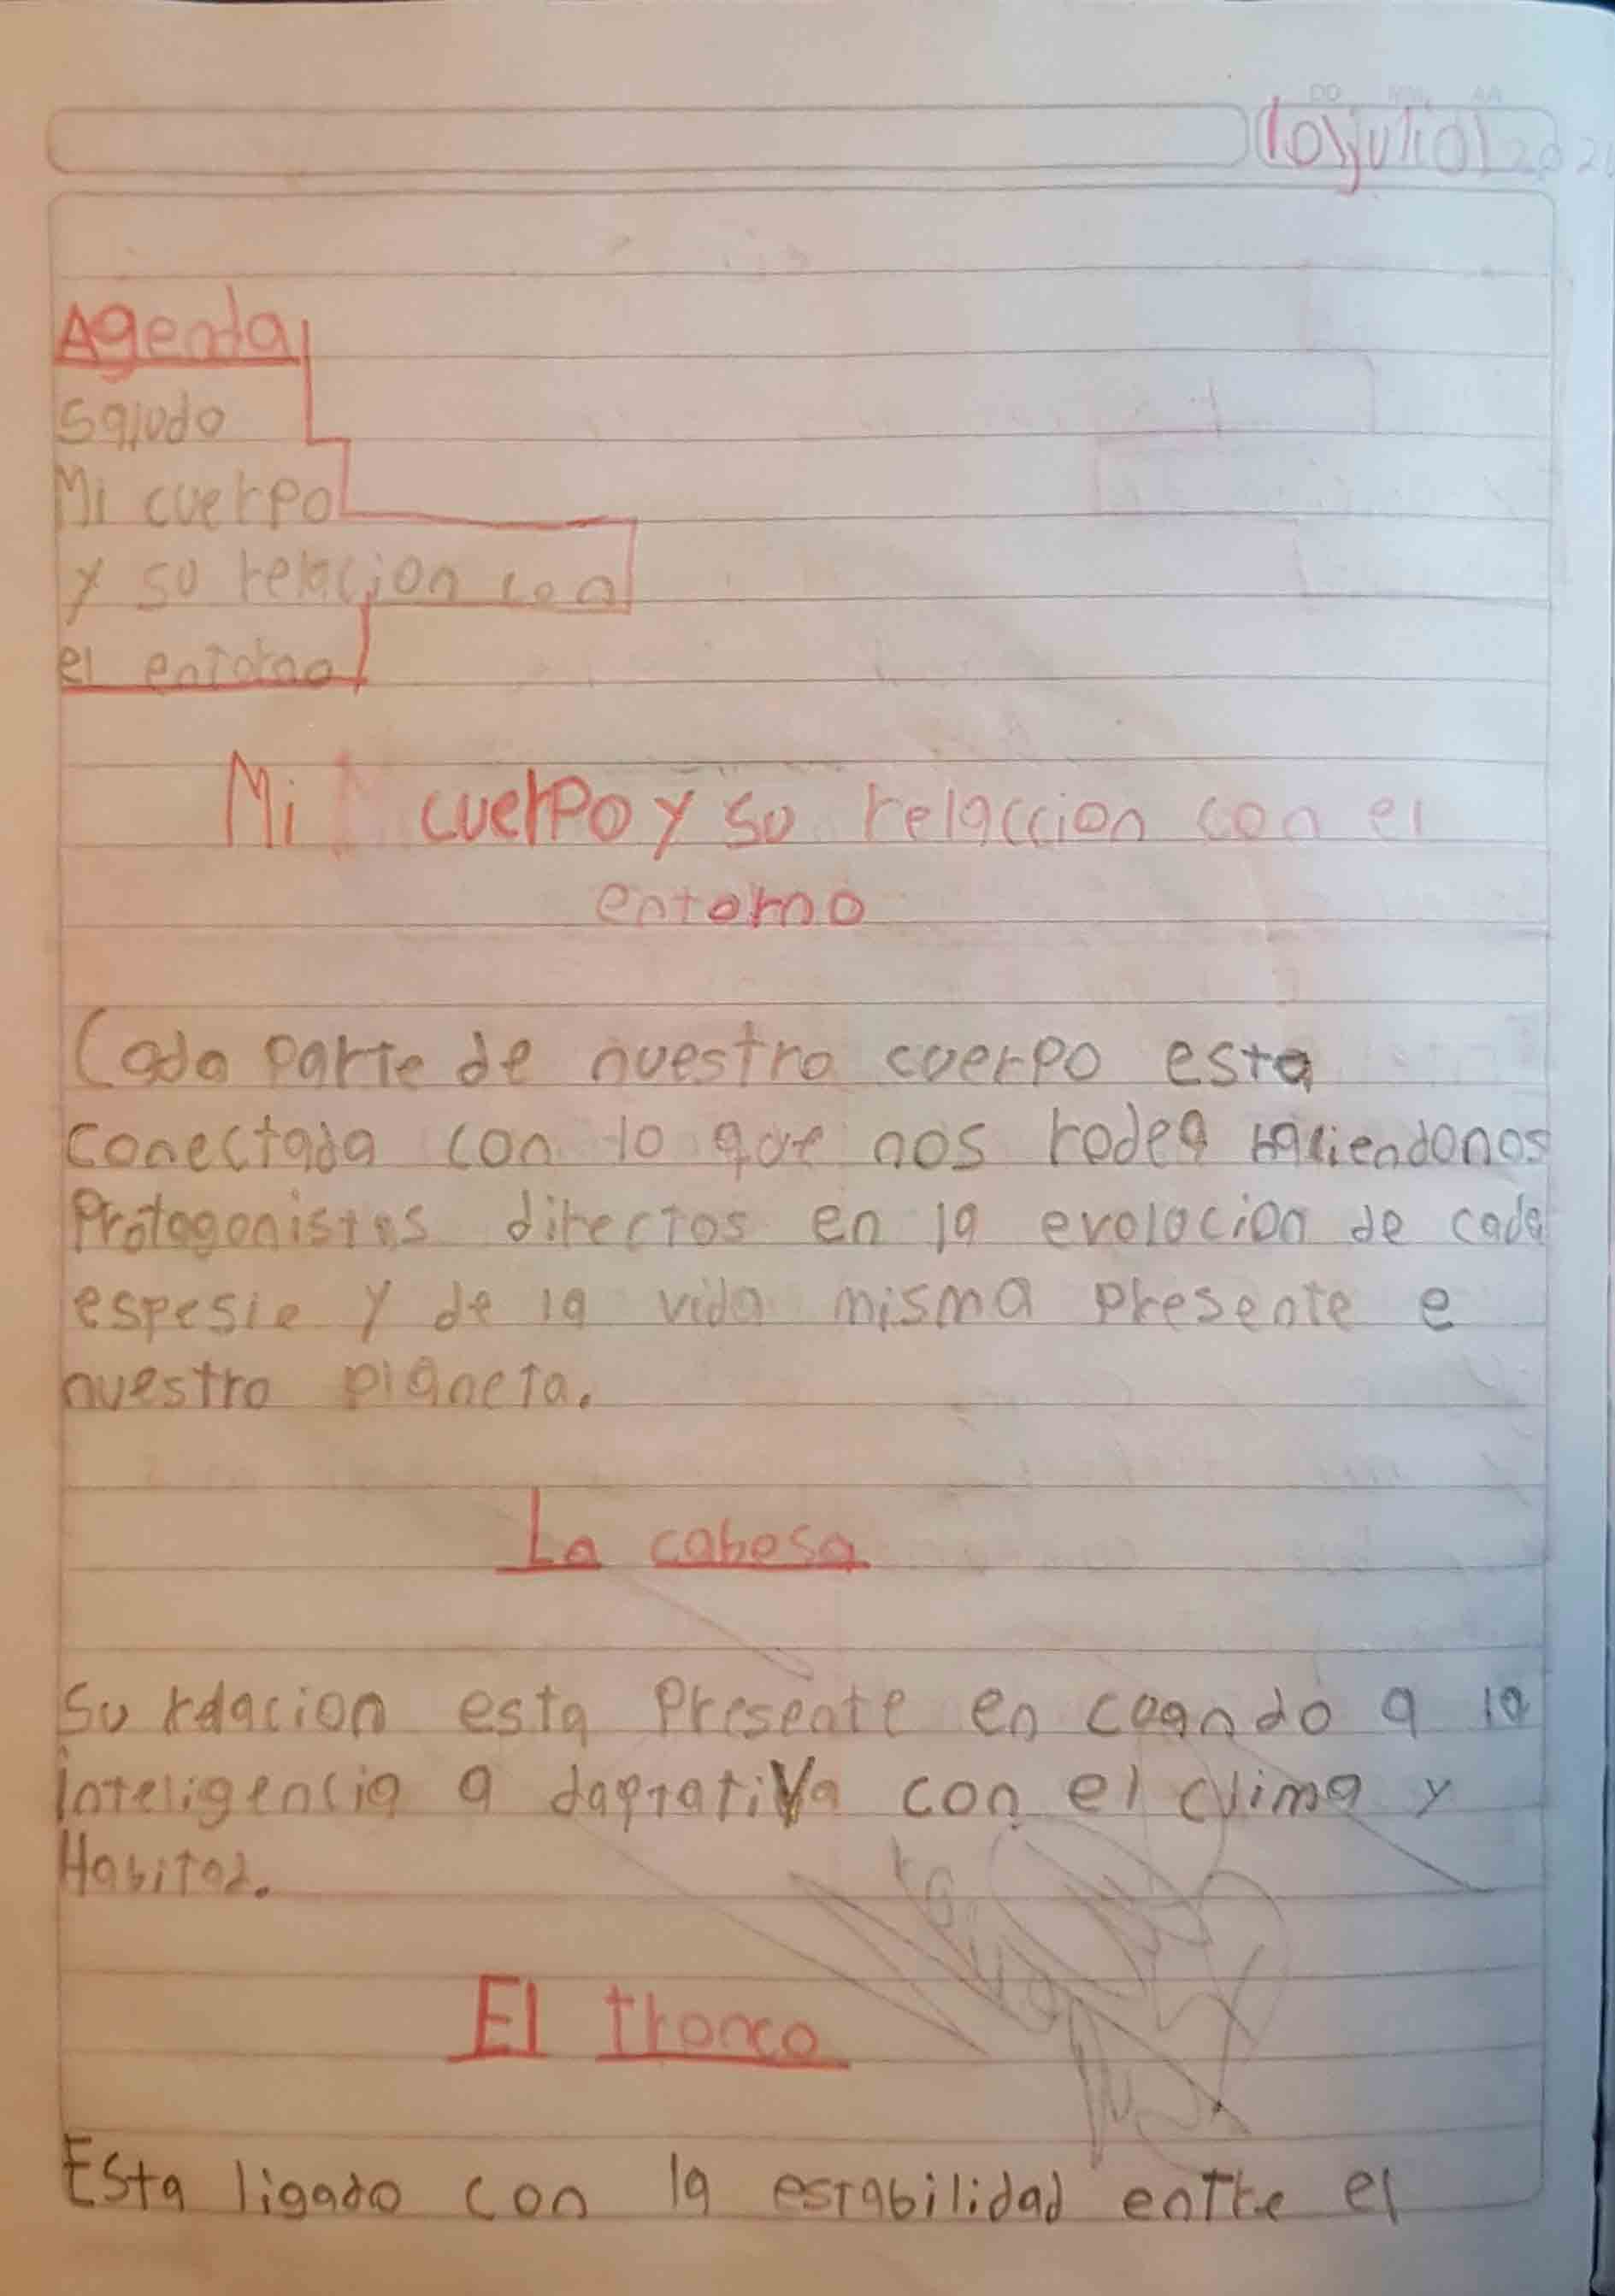 DD MM AA
10 julio 202
Agenda
Saludo
Mi cuerpo
y su relacion con
el entorno
Mi cuerpo y su relaccion con el
entorno
Cada parte de nuestro cuerpo esta
conectada con lo que nos rodea haciendonos
Protagonistas directos en la evolucion de cada
espesie y de la vida misma presente e
nuestro planeta.
La cabesa
Su relacion esta Presente en cuando a la
inteligencia a daptativa con el clima y
Habitad.
El tronco
Esta ligado con la estabilidad entre el